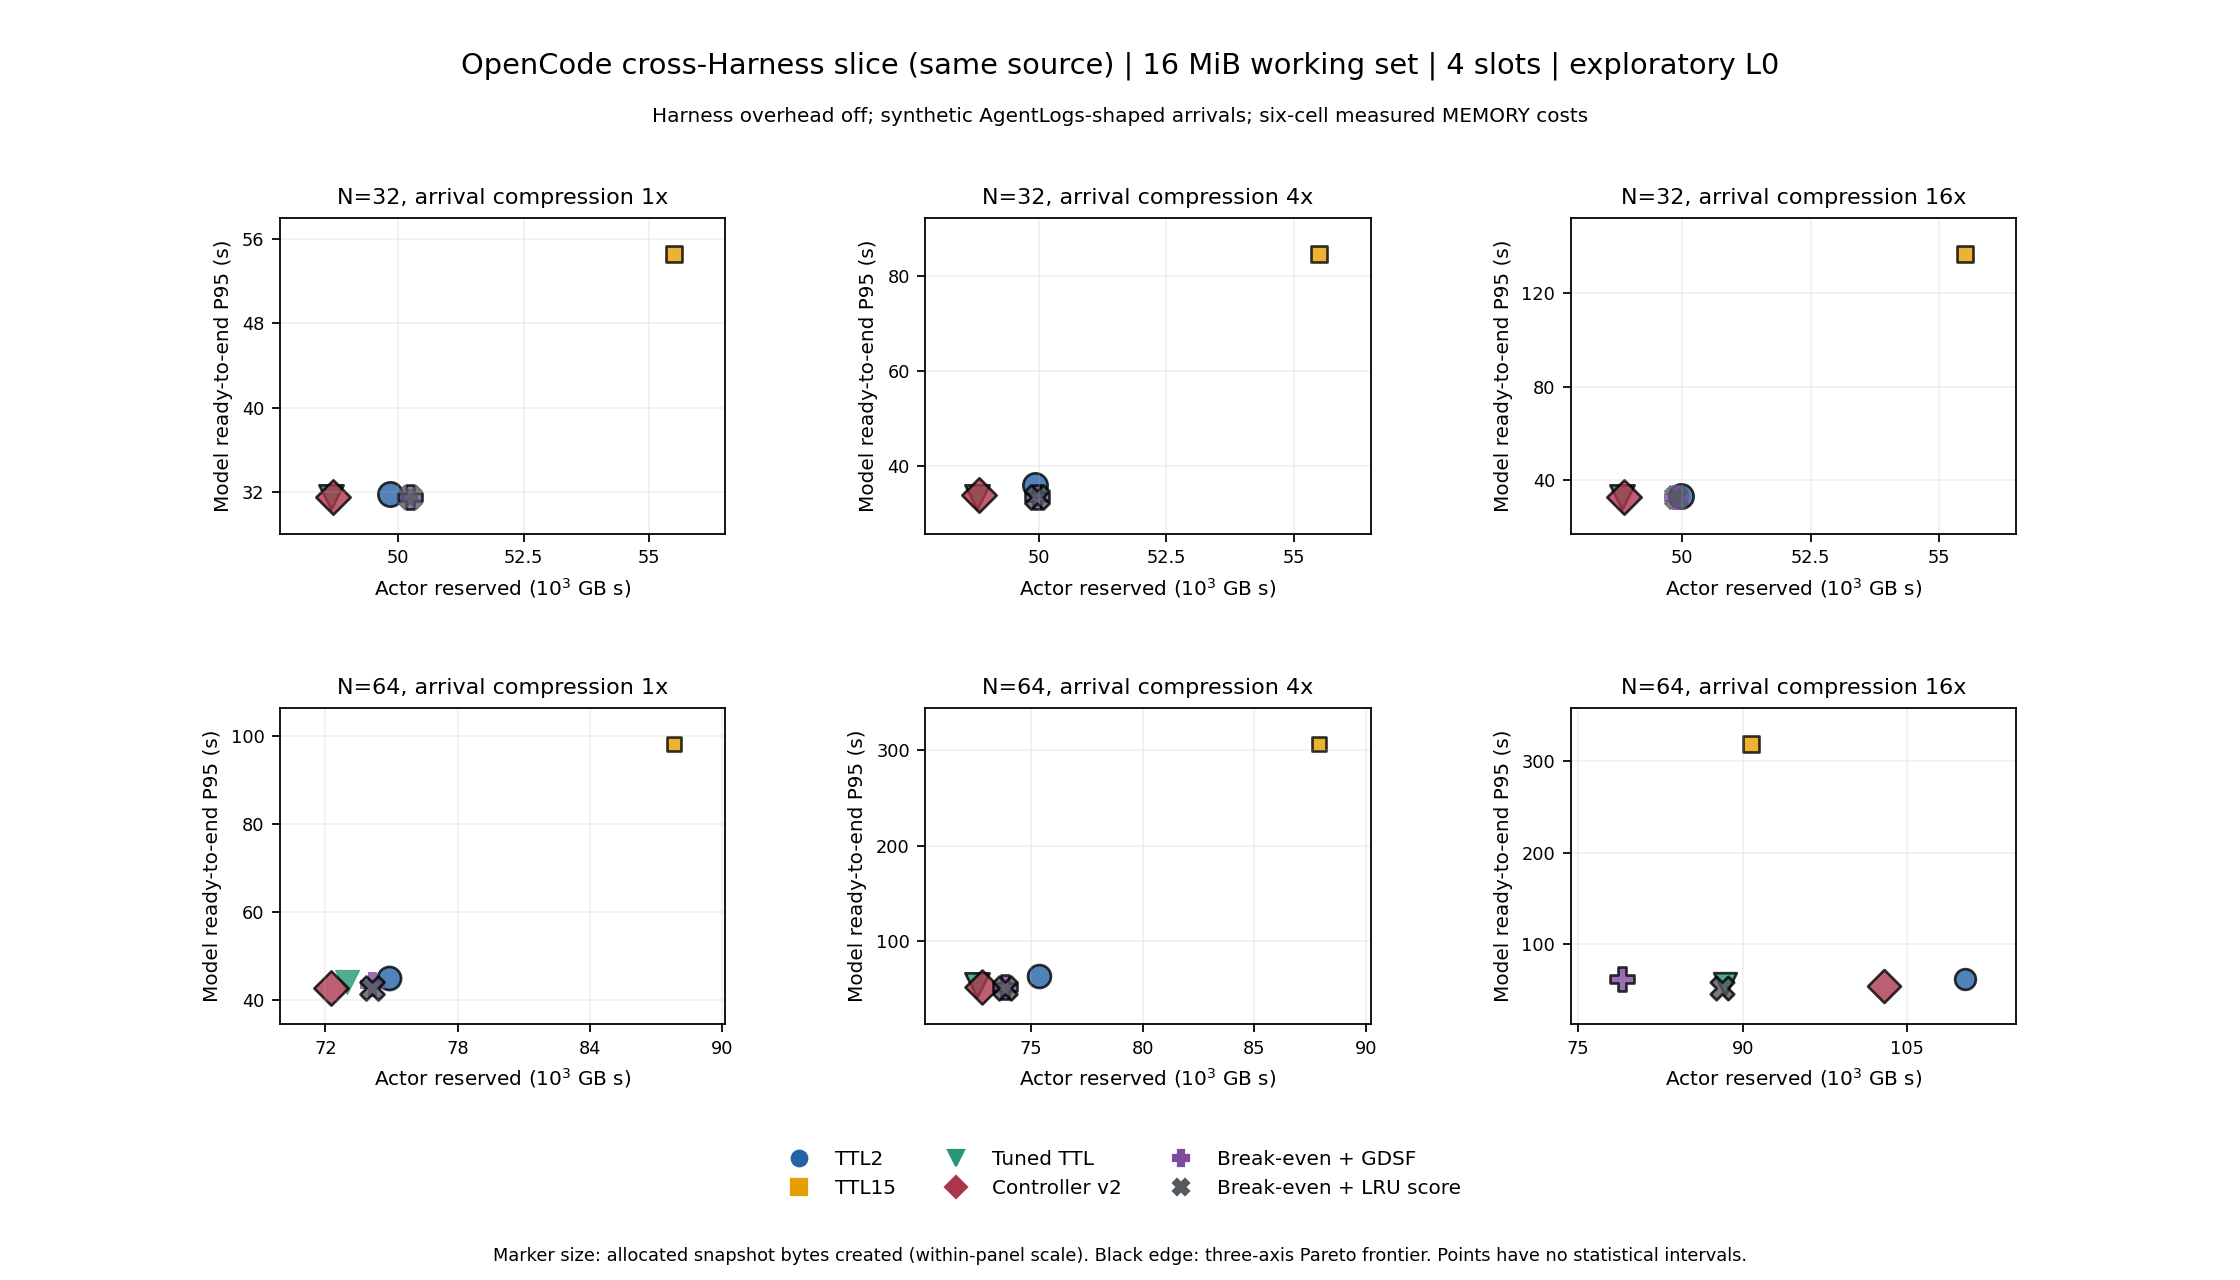 OpenCode cross-Harness slice (same source) | 16 MiB working set | 4 slots | exploratory L0
Harness overhead off; synthetic AgentLogs-shaped arrivals; six-cell measured MEMORY costs
N=32, arrival compression 1x
Model ready-to-end P95 (s)
56
48
40
32
50
52.5
55
Actor reserved (10³ GB s)
N=32, arrival compression 4x
Model ready-to-end P95 (s)
80
60
40
50
52.5
55
Actor reserved (10³ GB s)
N=32, arrival compression 16x
Model ready-to-end P95 (s)
120
80
40
50
52.5
55
Actor reserved (10³ GB s)
N=64, arrival compression 1x
Model ready-to-end P95 (s)
100
80
60
40
72
78
84
90
Actor reserved (10³ GB s)
N=64, arrival compression 4x
Model ready-to-end P95 (s)
300
200
100
75
80
85
90
Actor reserved (10³ GB s)
N=64, arrival compression 16x
Model ready-to-end P95 (s)
300
200
100
75
90
105
Actor reserved (10³ GB s)
TTL2
TTL15
Tuned TTL
Controller v2
Break-even + GDSF
Break-even + LRU score
Marker size: allocated snapshot bytes created (within-panel scale). Black edge: three-axis Pareto frontier. Points have no statistical intervals.